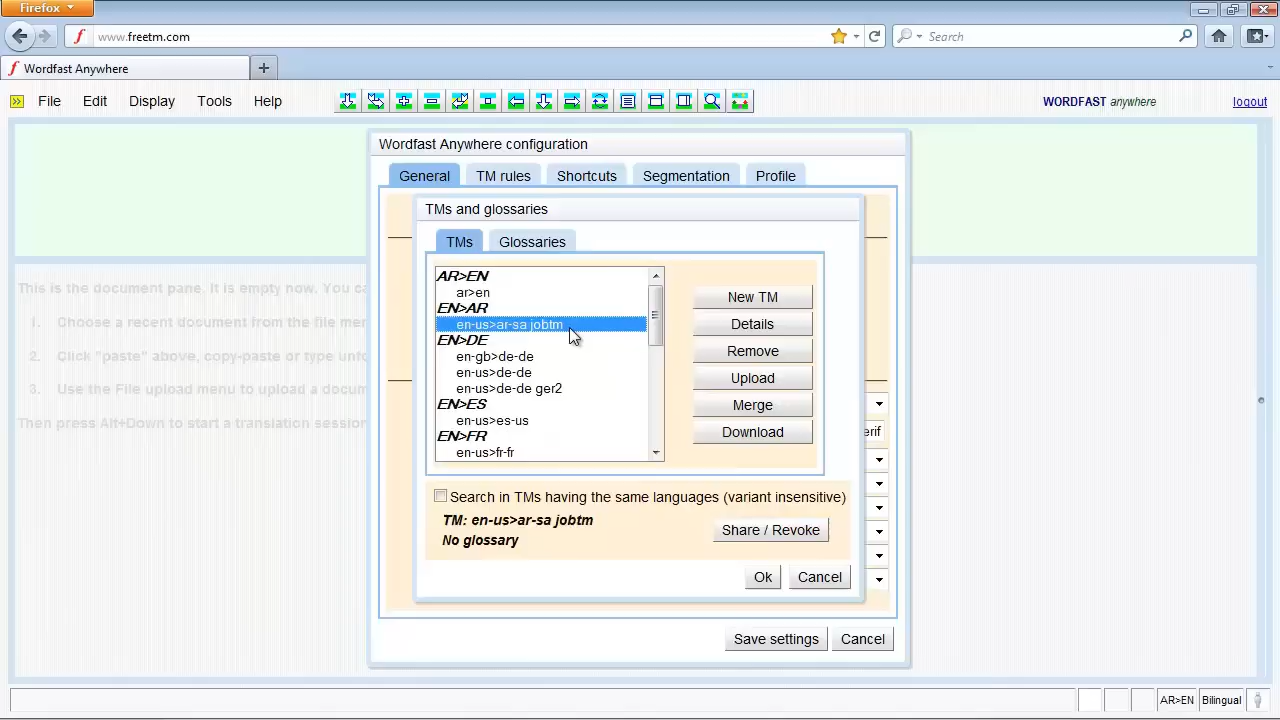 Firefox
www.freetm.com
Search
Wordfast Anywhere
File Edit Display Tools Help
WORDFAST anywhere
logout
Wordfast Anywhere configuration
General TM rules Shortcuts Segmentation Profile
TMs and glossaries
TMs Glossaries
AR>EN
ar>en
EN>AR
en-us>ar-sa jobtm
EN>DE
en-gb>de-de
en-us>de-de
en-us>de-de ger2
EN>ES
en-us>es-us
EN>FR
en-us>fr-fr
New TM
Details
Remove
Upload
Merge
Download
Search in TMs having the same languages (variant insensitive)
TM: en-us>ar-sa jobtm
No glossary
Share / Revoke
Ok Cancel
Save settings Cancel
This is the document pane. It is empty now. You
1. Choose a recent document from the file
2. Click "paste" above, copy-paste or type
3. Use the File upload menu to upload a
Then press Alt+Down to start a translation
AR>EN Bilingual